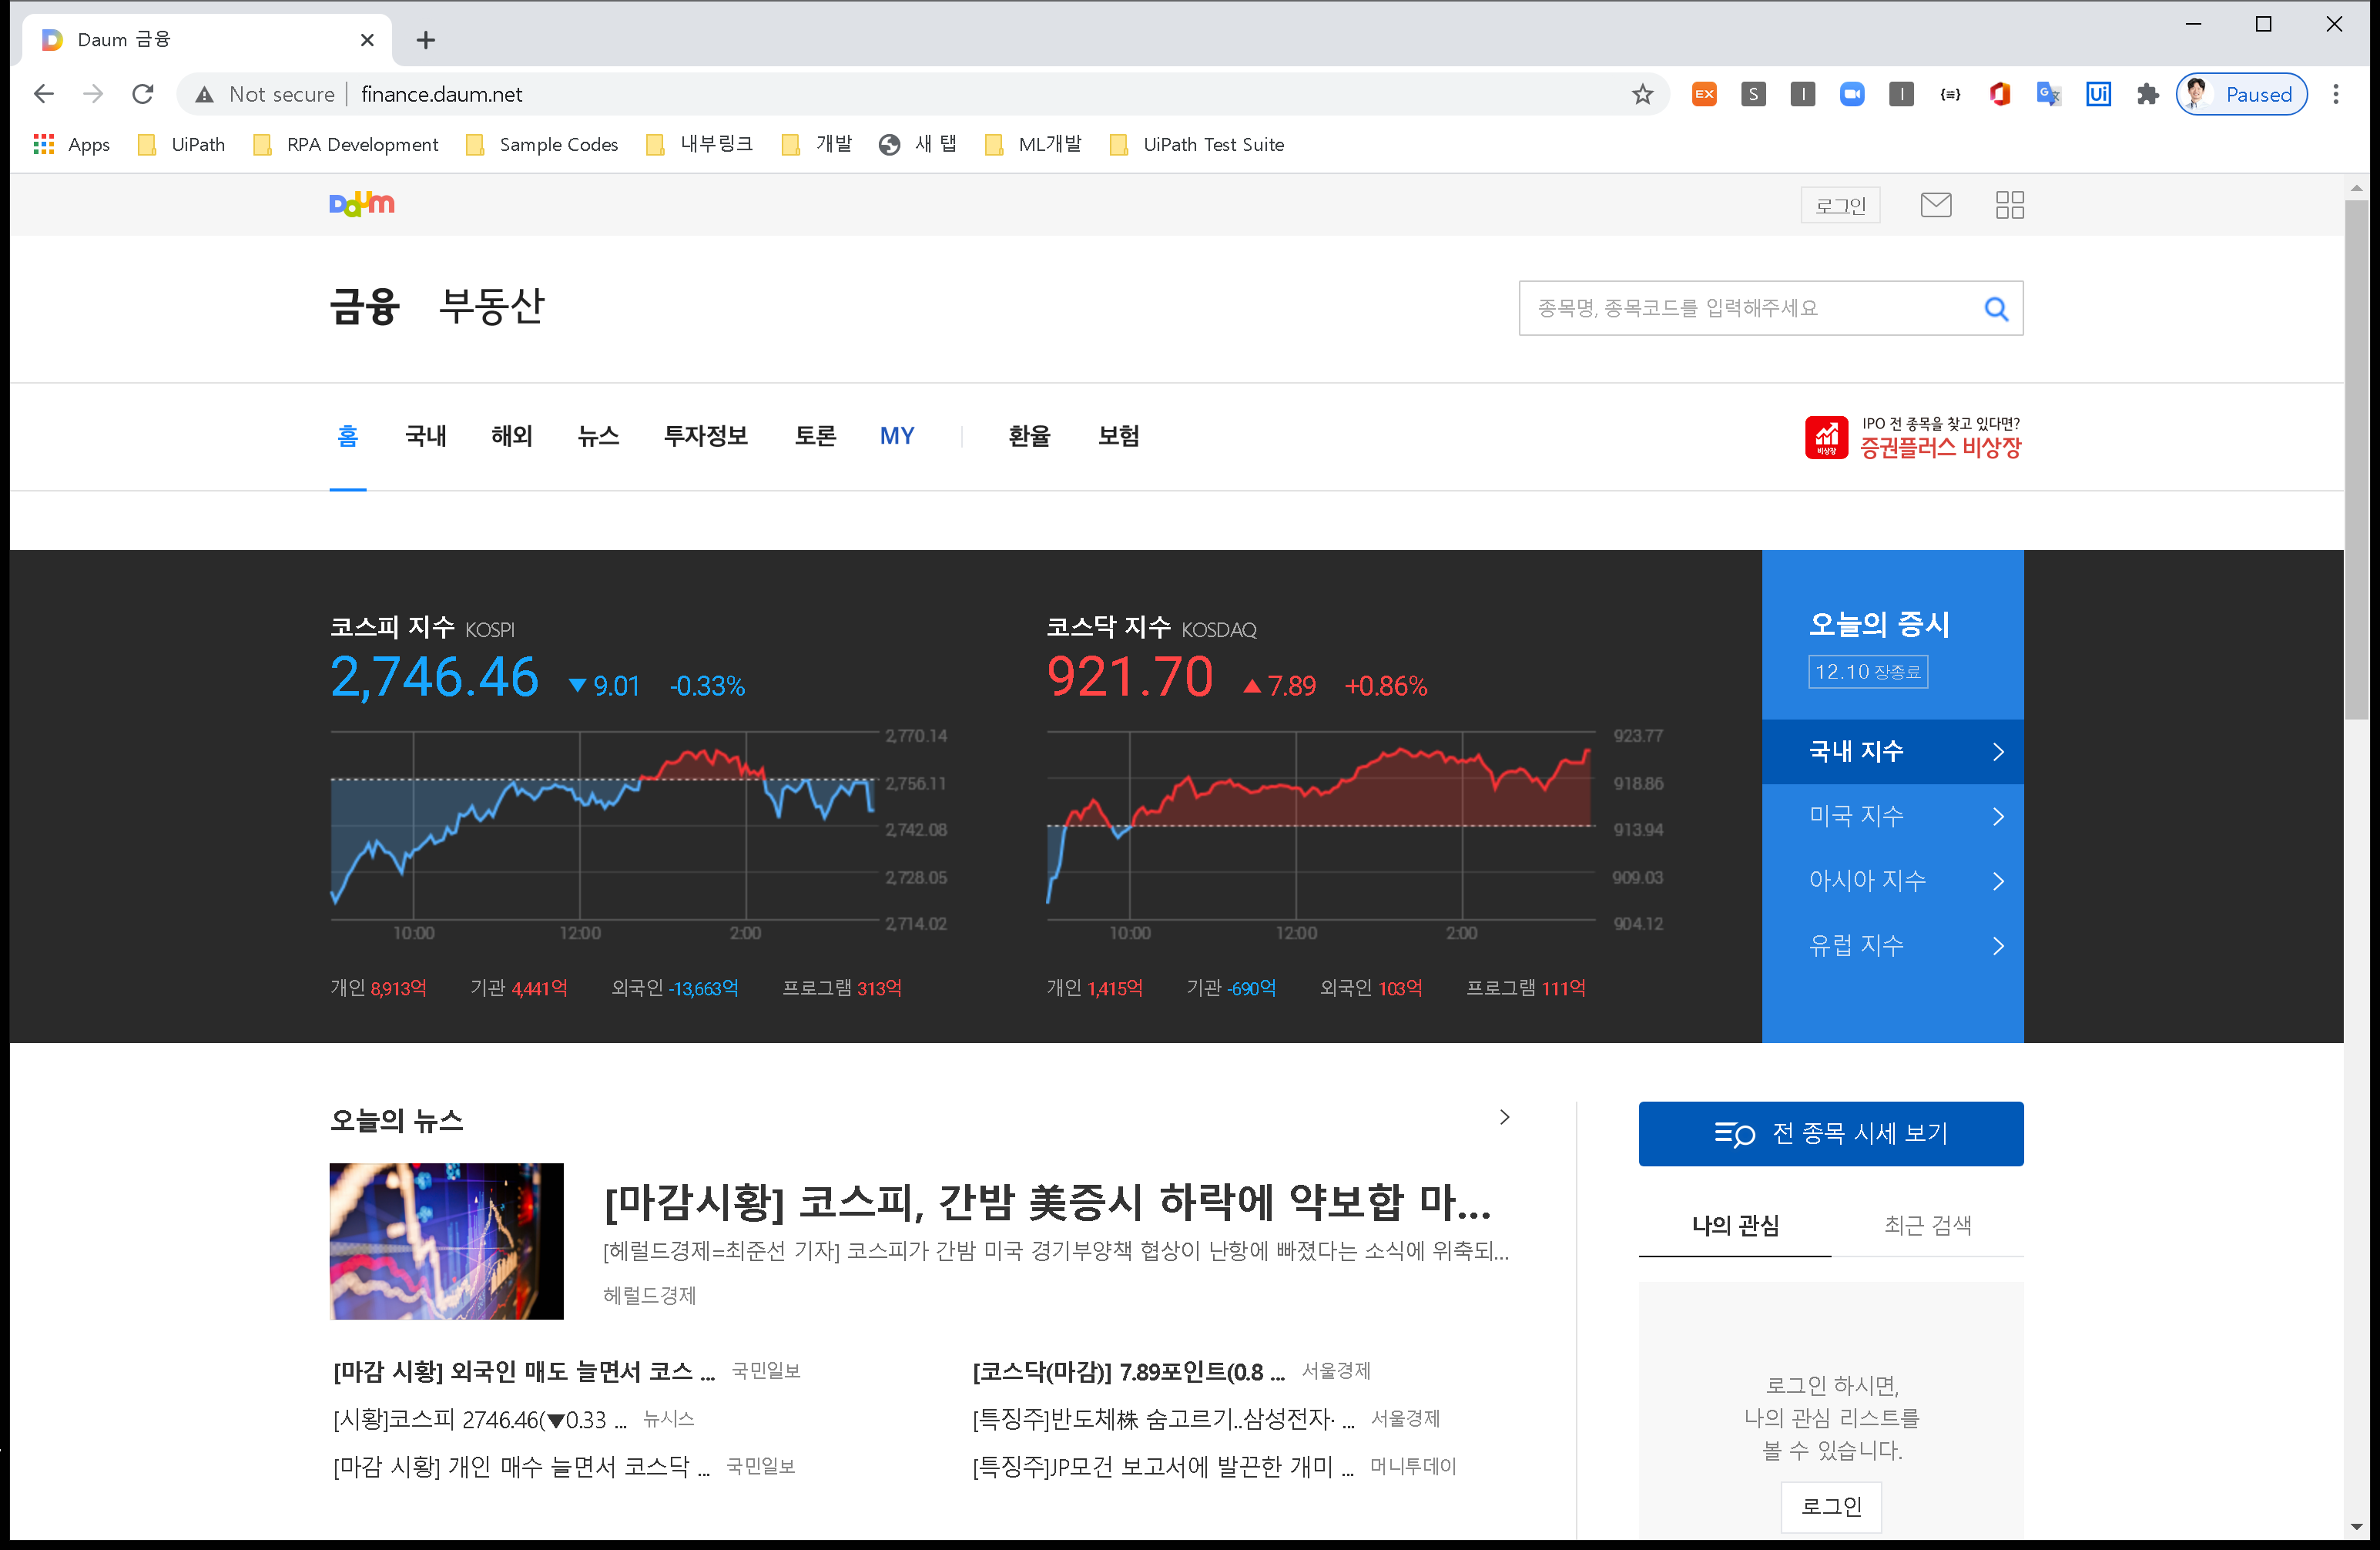 Daum 금융
Not secure finance.daum.net
EX S I I {≡} G 文 Ui Paused
Apps UiPath RPA Development Sample Codes 내부링크 개발 새 탭 ML개발 UiPath Test Suite
Daum 로그인
금융 부동산 종목명, 종목코드를 입력해주세요
홈 국내 해외 뉴스 투자정보 토론 MY 환율 보험
IPO 전 종목을 찾고 있다면?
비상장 증권플러스 비상장
코스피 지수 KOSPI
2,746.46 ▼9.01 -0.33%
2,770.14
2,756.11
2,742.08
2,728.05
2,714.02
10:00 12:00 2:00
개인 8,913억 기관 4,441억 외국인 -13,663억 프로그램 313억
코스닥 지수 KOSDAQ
921.70 ▲7.89 +0.86%
923.77
918.86
913.94
909.03
904.12
10:00 12:00 2:00
개인 1,415억 기관 -690억 외국인 103억 프로그램 111억
오늘의 증시
12.10 장종료
국내 지수
미국 지수
아시아 지수
유럽 지수
오늘의 뉴스
[마감시황] 코스피, 간밤 美증시 하락에 약보합 마...
[헤럴드경제=최준선 기자] 코스피가 간밤 미국 경기부양책 협상이 난항에 빠졌다는 소식에 위축되...
헤럴드경제
[마감 시황] 외국인 매도 늘면서 코스 ... 국민일보
[시황]코스피 2746.46(▼0.33 ... 뉴시스
[마감 시황] 개인 매수 늘면서 코스닥 ... 국민일보
[코스닥(마감)] 7.89포인트(0.8 ... 서울경제
[특징주]반도체株 숨고르기..삼성전자· ... 서울경제
[특징주]JP모건 보고서에 발끈한 개미 ... 머니투데이
전 종목 시세 보기
나의 관심 최근 검색
로그인 하시면,
나의 관심 리스트를
볼 수 있습니다.
로그인